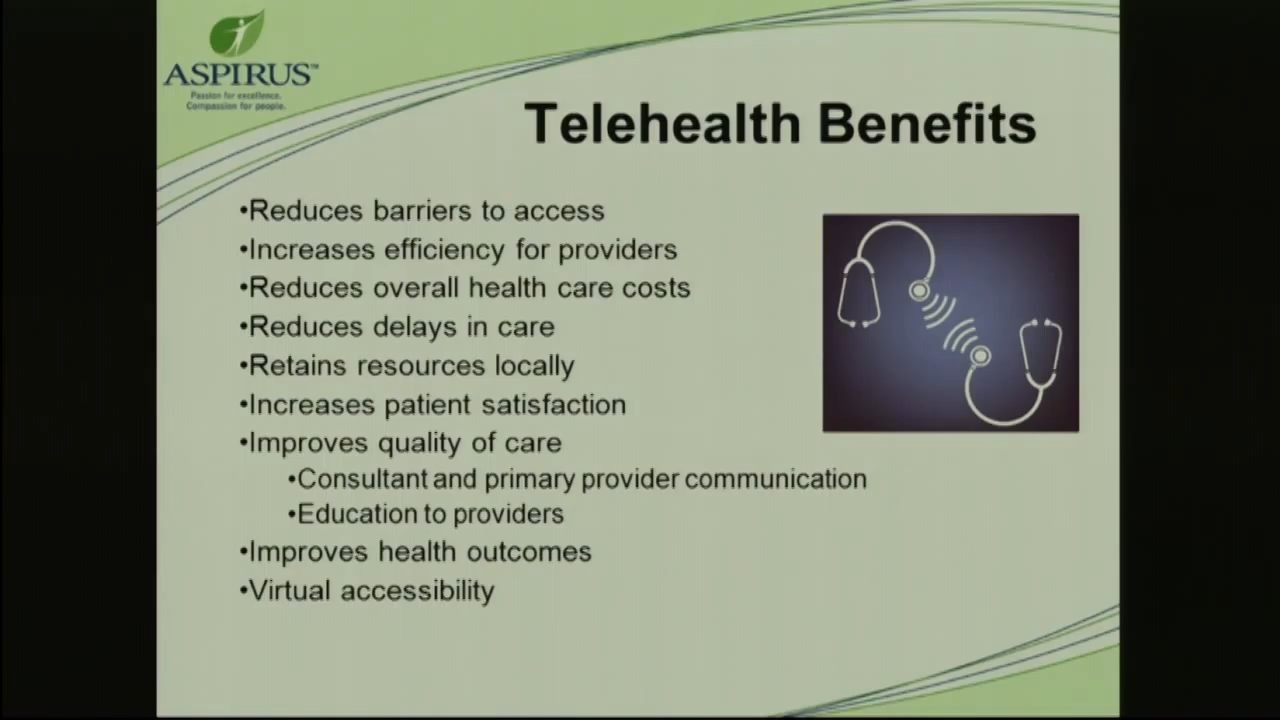 ASPIRUS™
Passion for excellence.
Compassion for people.
Telehealth Benefits
•Reduces barriers to access
•Increases efficiency for providers
•Reduces overall health care costs
•Reduces delays in care
•Retains resources locally
•Increases patient satisfaction
•Improves quality of care
•Consultant and primary provider communication
•Education to providers
•Improves health outcomes
•Virtual accessibility